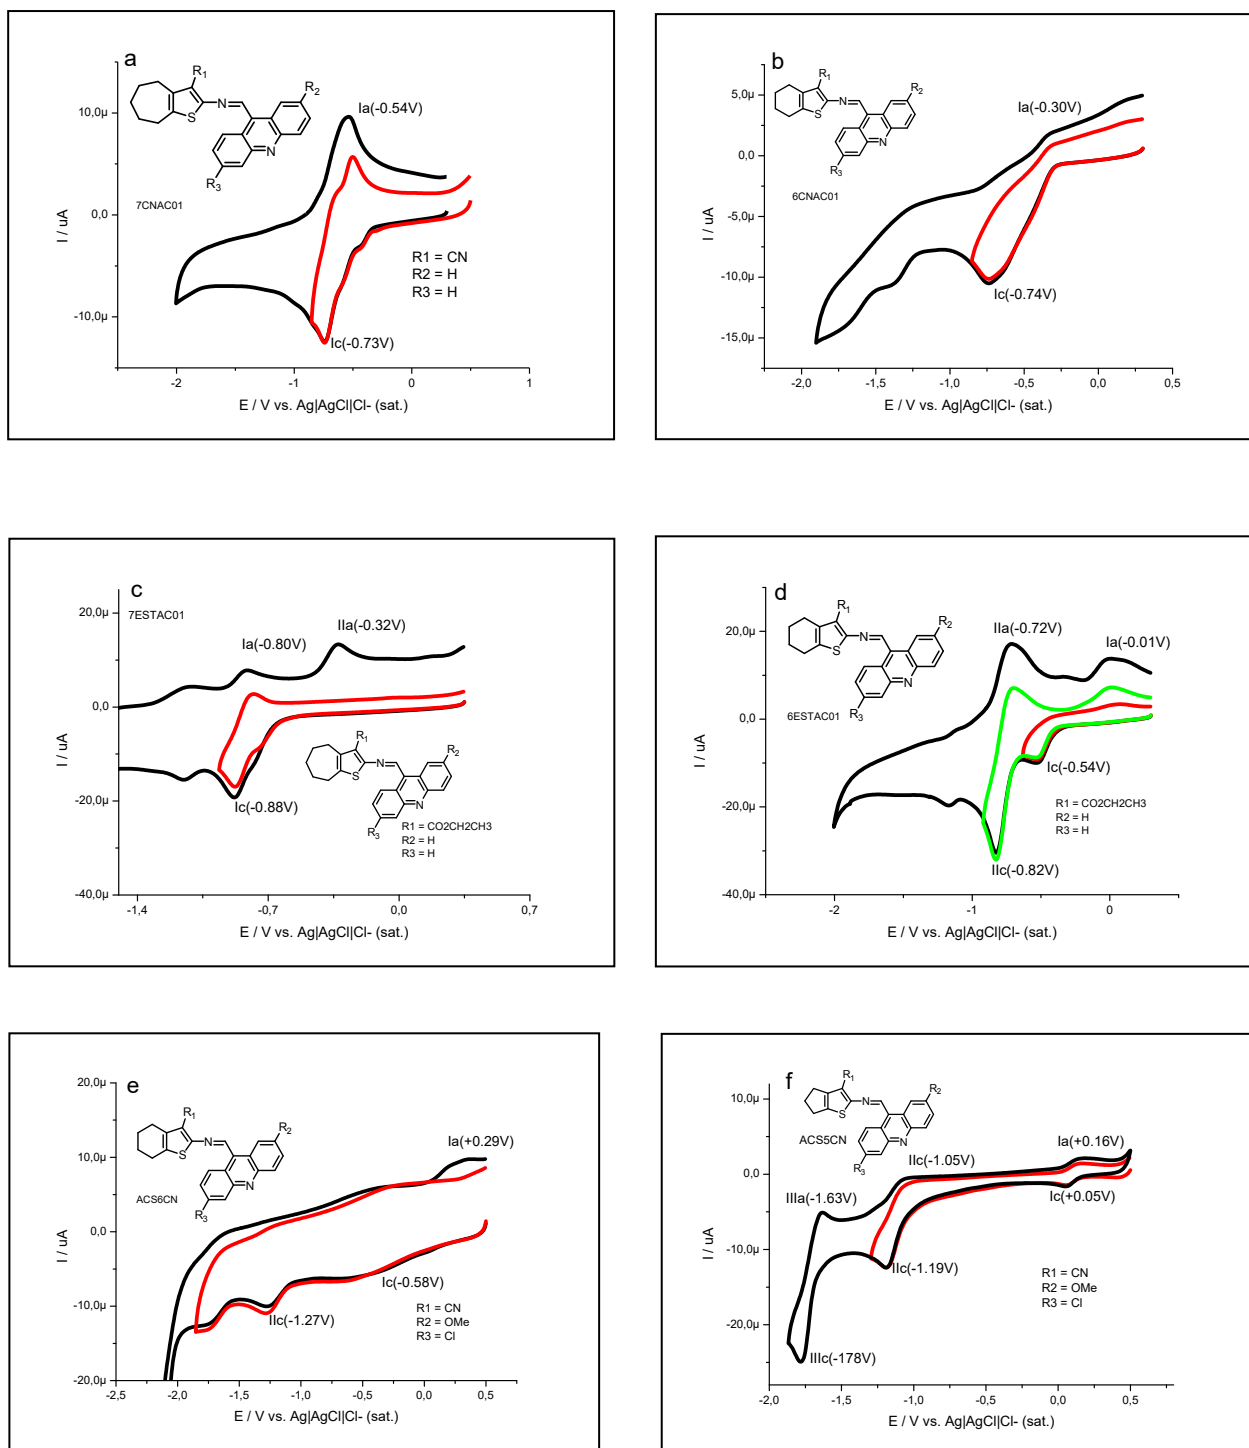 a
R1
R2
N
S
N
R3
7CNAC01
Ia(-0.54V)
Ic(-0.73V)
R1 = CN
R2 = H
R3 = H
10,0µ
0,0
-10,0µ
I / uA
-2
-1
0
1
E / V vs. Ag|AgCl|Cl- (sat.)
b
R1
R2
N
S
N
R3
6CNAC01
Ia(-0.30V)
Ic(-0.74V)
5,0µ
0,0
-5,0µ
-10,0µ
-15,0µ
I / uA
-2,0
-1,5
-1,0
-0,5
0,0
0,5
E / V vs. Ag|AgCl|Cl- (sat.)
c
7ESTAC01
Ia(-0.80V)
IIa(-0.32V)
Ic(-0.88V)
R1
R2
N
S
N
R3
R1 = CO2CH2CH3
R2 = H
R3 = H
20,0µ
0,0
-20,0µ
-40,0µ
I / uA
-1,4
-0,7
0,0
0,7
E / V vs. Ag|AgCl|Cl- (sat.)
d
R1
R2
N
S
N
R3
6ESTAC01
IIa(-0.72V)
Ia(-0.01V)
Ic(-0.54V)
IIc(-0.82V)
R1 = CO2CH2CH3
R2 = H
R3 = H
20,0µ
0,0
-20,0µ
-40,0µ
I / uA
-2
-1
0
E / V vs. Ag|AgCl|Cl- (sat.)
e
R1
R2
N
S
N
R3
ACS6CN
Ia(+0.29V)
Ic(-0.58V)
IIc(-1.27V)
R1 = CN
R2 = OMe
R3 = Cl
20,0µ
10,0µ
0,0
-10,0µ
-20,0µ
I / uA
-2,5
-2,0
-1,5
-1,0
-0,5
0,0
0,5
E / V vs. Ag|AgCl|Cl- (sat.)
f
R1
R2
N
S
N
R3
ACS5CN
Ia(+0.16V)
IIc(-1.05V)
IIIa(-1.63V)
Ic(+0.05V)
IIc(-1.19V)
IIIc(-178V)
R1 = CN
R2 = OMe
R3 = Cl
10,0µ
0,0
-10,0µ
-20,0µ
I / uA
-2,0
-1,5
-1,0
-0,5
0,0
0,5
E / V vs. Ag|AgCl|Cl- (sat.)